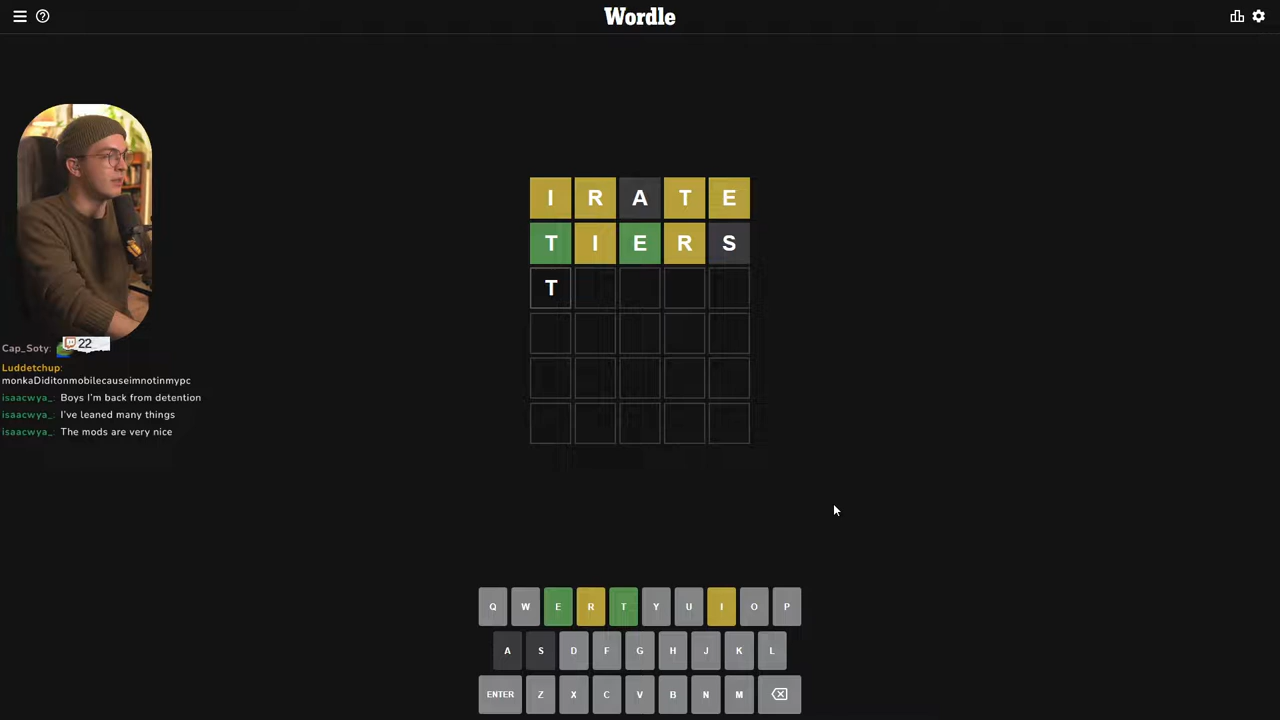 Wordle
I R A T E
T I E R S
T
Cap_Soty: 22
Luddetchup:
monkaDiditonmobilecauseimnotinmypc
isaacwya_: Boys I'm back from detention
isaacwya_: I've leaned many things
isaacwya_: The mods are very nice
Q W E R T Y U I O P
A S D F G H J K L
ENTER Z X C V B N M